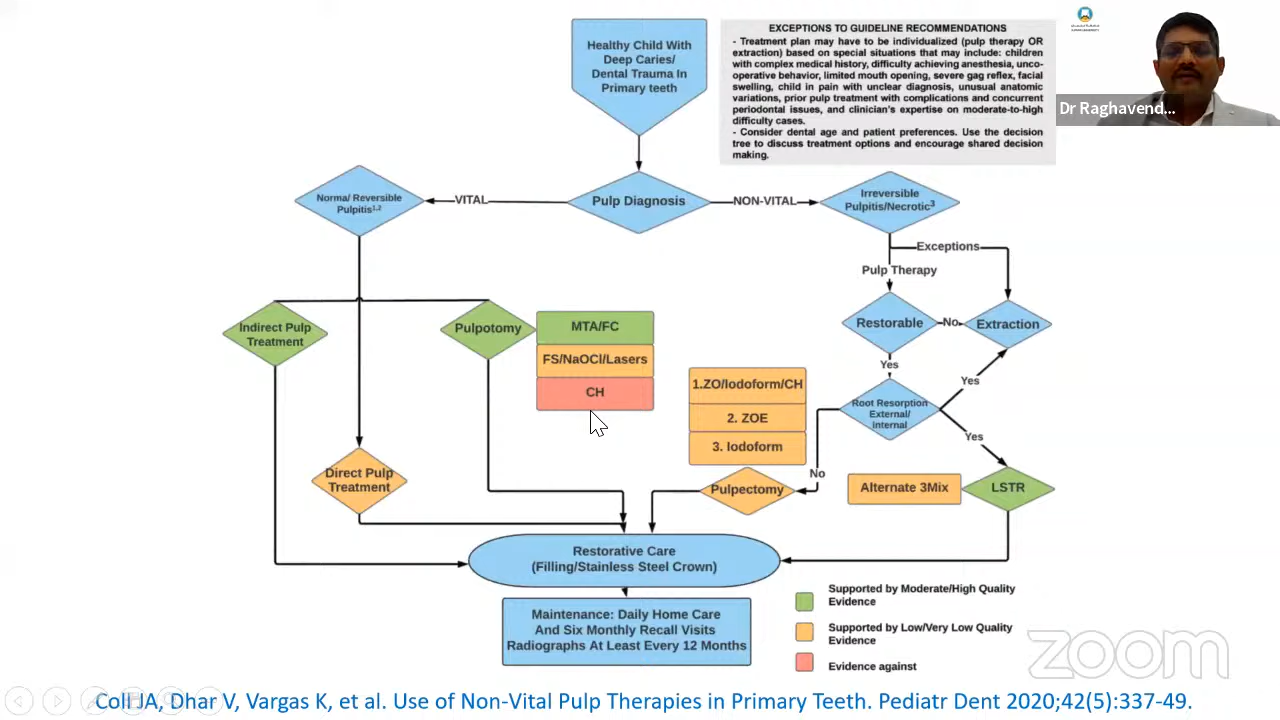 Healthy Child With
Deep Caries/
Dental Trauma In
Primary teeth
EXCEPTIONS TO GUIDELINE RECOMMENDATIONS
- Treatment plan may have to be individualized (pulp therapy OR
extraction) based on special situations that may include: children
with complex medical history, difficulty achieving anesthesia, unco-
operative behavior, limited mouth opening, severe gag reflex, facial
swelling, child in pain with unclear diagnosis, unusual anatomic
variations, prior pulp treatment with complications and concurrent
periodontal issues, and clinician's expertise on moderate-to-high
difficulty cases.
- Consider dental age and patient preferences. Use the decision
tree to discuss treatment options and encourage shared decision
making.
Dr Raghavend...
Norma/ Reversible
Pulpitis1,2
VITAL
Pulp Diagnosis
NON-VITAL
Irreversible
Pulpitis/Necrotic3
Exceptions
Pulp Therapy
Indirect Pulp
Treatment
Pulpotomy
MTA/FC
FS/NaOCl/Lasers
CH
Restorable
No
Extraction
Yes
1.ZO/Iodoform/CH
2. ZOE
3. Iodoform
Root Resorption
External/
Internal
Yes
Yes
No
Direct Pulp
Treatment
Pulpectomy
Alternate 3Mix
LSTR
Restorative Care
(Filling/Stainless Steel Crown)
Maintenance: Daily Home Care
And Six Monthly Recall Visits
Radiographs At Least Every 12 Months
Supported by Moderate/High Quality
Evidence
Supported by Low/Very Low Quality
Evidence
Evidence against
zoom
Coll JA, Dhar V, Vargas K, et al. Use of Non-Vital Pulp Therapies in Primary Teeth. Pediatr Dent 2020;42(5):337-49.